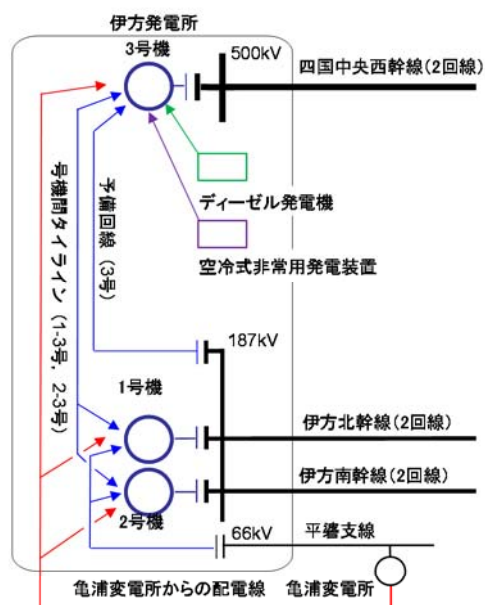 伊方発電所
3号機
500kV
四国中央西幹線(2回線)
ディーゼル発電機
空冷式非常用発電装置
号機間タイライン(1-3号, 2-3号)
予備回線(3号)
187kV
1号機
伊方北幹線(2回線)
伊方南幹線(2回線)
2号機
66kV
平碆支線
亀浦変電所からの配電線
亀浦変電所